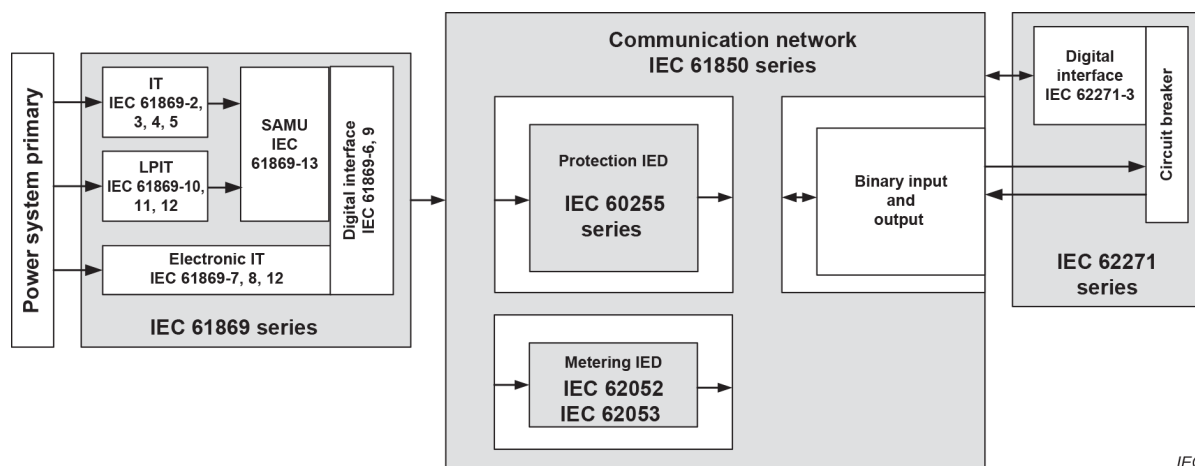 Power system primary
IT
IEC 61869-2,
3, 4, 5
LPIT
IEC 61869-10,
11, 12
SAMU
IEC
61869-13
Digital interface
IEC 61869-6, 9
Electronic IT
IEC 61869-7, 8, 12
IEC 61869 series
Communication network
IEC 61850 series
Protection IED
IEC 60255
series
Metering IED
IEC 62052
IEC 62053
Binary input
and
output
Digital
interface
IEC 62271-3
Circuit breaker
IEC 62271
series
IEC